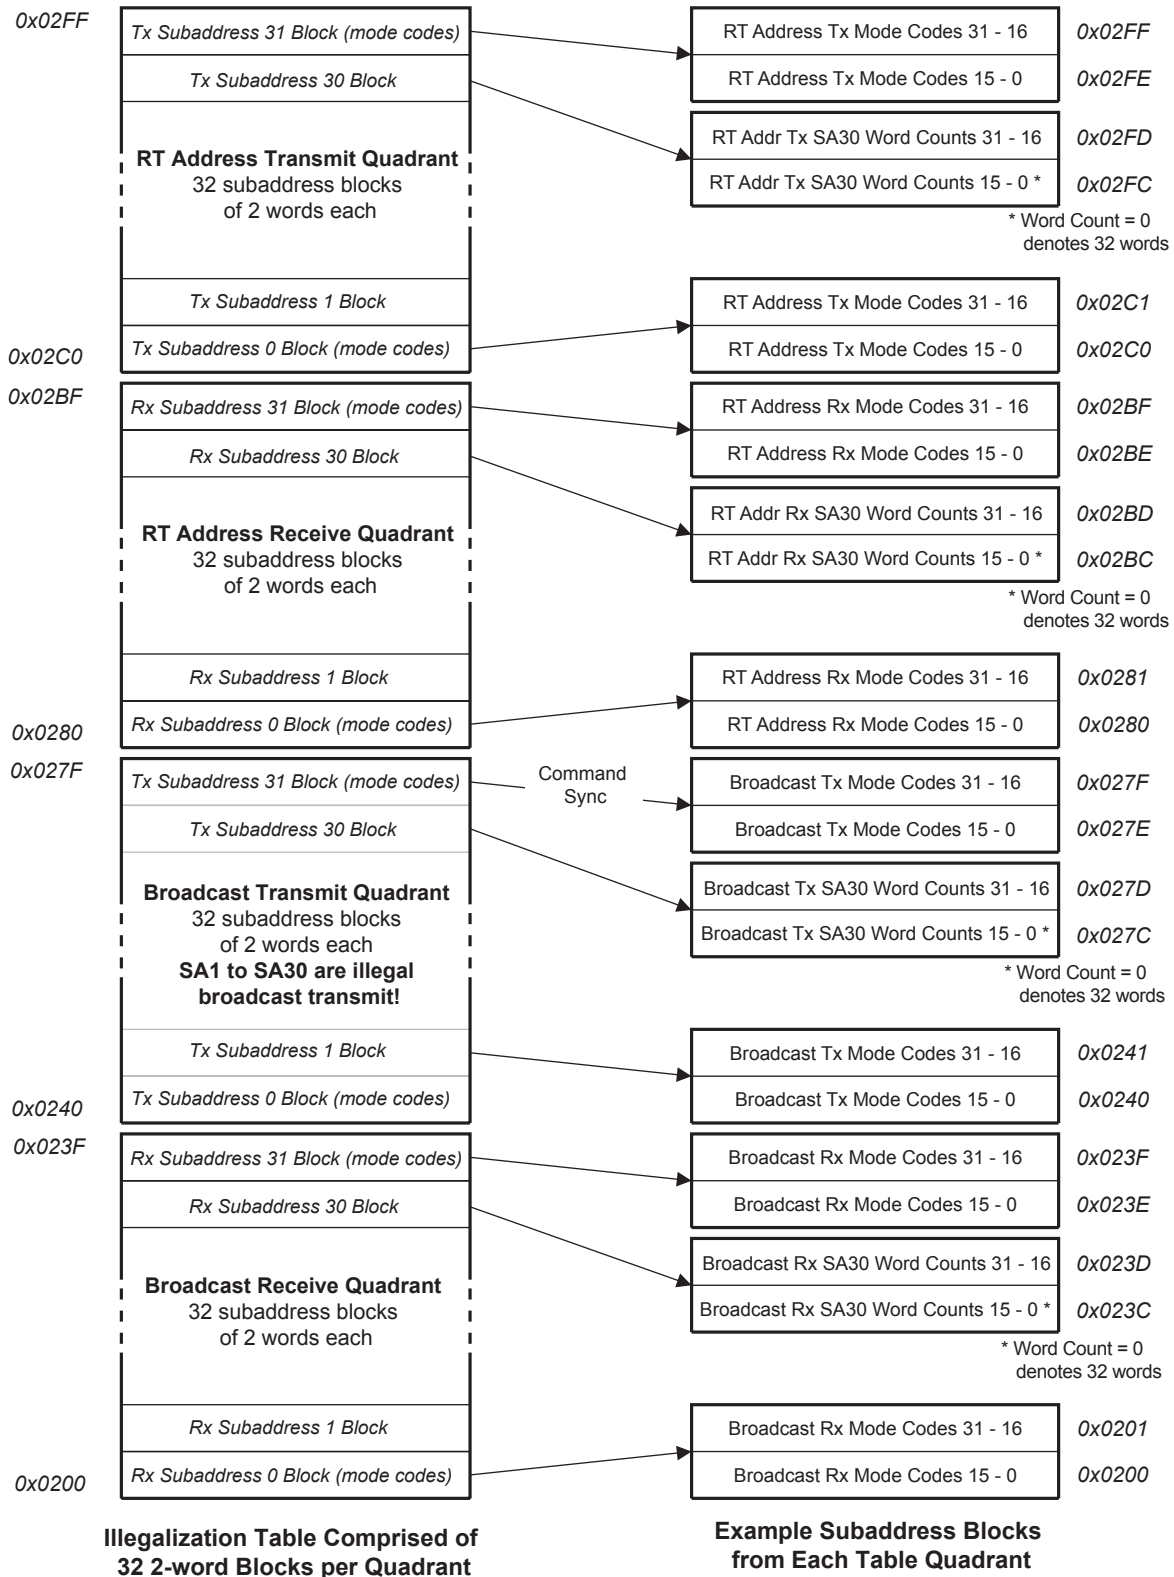 0x02FF
Tx Subaddress 31 Block (mode codes)
Tx Subaddress 30 Block
RT Address Transmit Quadrant
32 subaddress blocks
of 2 words each
Tx Subaddress 1 Block
Tx Subaddress 0 Block (mode codes)
0x02C0
RT Address Tx Mode Codes 31 - 16
0x02FF
RT Address Tx Mode Codes 15 - 0
0x02FE
RT Addr Tx SA30 Word Counts 31 - 16
0x02FD
RT Addr Tx SA30 Word Counts 15 - 0 *
0x02FC
* Word Count = 0
denotes 32 words
RT Address Tx Mode Codes 31 - 16
0x02C1
RT Address Tx Mode Codes 15 - 0
0x02C0
0x02BF
Rx Subaddress 31 Block (mode codes)
Rx Subaddress 30 Block
RT Address Receive Quadrant
32 subaddress blocks
of 2 words each
Rx Subaddress 1 Block
Rx Subaddress 0 Block (mode codes)
0x0280
RT Address Rx Mode Codes 31 - 16
0x02BF
RT Address Rx Mode Codes 15 - 0
0x02BE
RT Addr Rx SA30 Word Counts 31 - 16
0x02BD
RT Addr Rx SA30 Word Counts 15 - 0 *
0x02BC
* Word Count = 0
denotes 32 words
RT Address Rx Mode Codes 31 - 16
0x0281
RT Address Rx Mode Codes 15 - 0
0x0280
0x027F
Tx Subaddress 31 Block (mode codes)
Tx Subaddress 30 Block
Broadcast Transmit Quadrant
32 subaddress blocks
of 2 words each
SA1 to SA30 are illegal
broadcast transmit!
Tx Subaddress 1 Block
Tx Subaddress 0 Block (mode codes)
0x0240
Command
Sync
Broadcast Tx Mode Codes 31 - 16
0x027F
Broadcast Tx Mode Codes 15 - 0
0x027E
Broadcast Tx SA30 Word Counts 31 - 16
0x027D
Broadcast Tx SA30 Word Counts 15 - 0 *
0x027C
* Word Count = 0
denotes 32 words
Broadcast Tx Mode Codes 31 - 16
0x0241
Broadcast Tx Mode Codes 15 - 0
0x0240
0x023F
Rx Subaddress 31 Block (mode codes)
Rx Subaddress 30 Block
Broadcast Receive Quadrant
32 subaddress blocks
of 2 words each
Rx Subaddress 1 Block
Rx Subaddress 0 Block (mode codes)
0x0200
Broadcast Rx Mode Codes 31 - 16
0x023F
Broadcast Rx Mode Codes 15 - 0
0x023E
Broadcast Rx SA30 Word Counts 31 - 16
0x023D
Broadcast Rx SA30 Word Counts 15 - 0 *
0x023C
* Word Count = 0
denotes 32 words
Broadcast Rx Mode Codes 31 - 16
0x0201
Broadcast Rx Mode Codes 15 - 0
0x0200
Illegalization Table Comprised of
32 2-word Blocks per Quadrant
Example Subaddress Blocks
from Each Table Quadrant